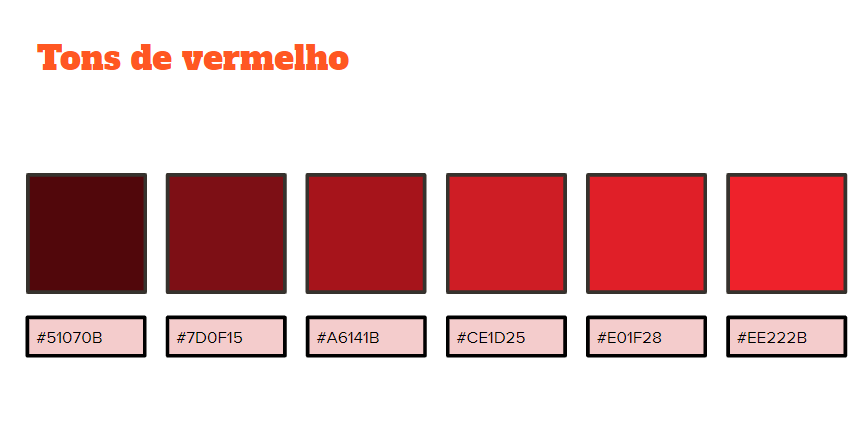 Tons de vermelho
#51070B #7D0F15 #A6141B #CE1D25 #E01F28 #EE222B